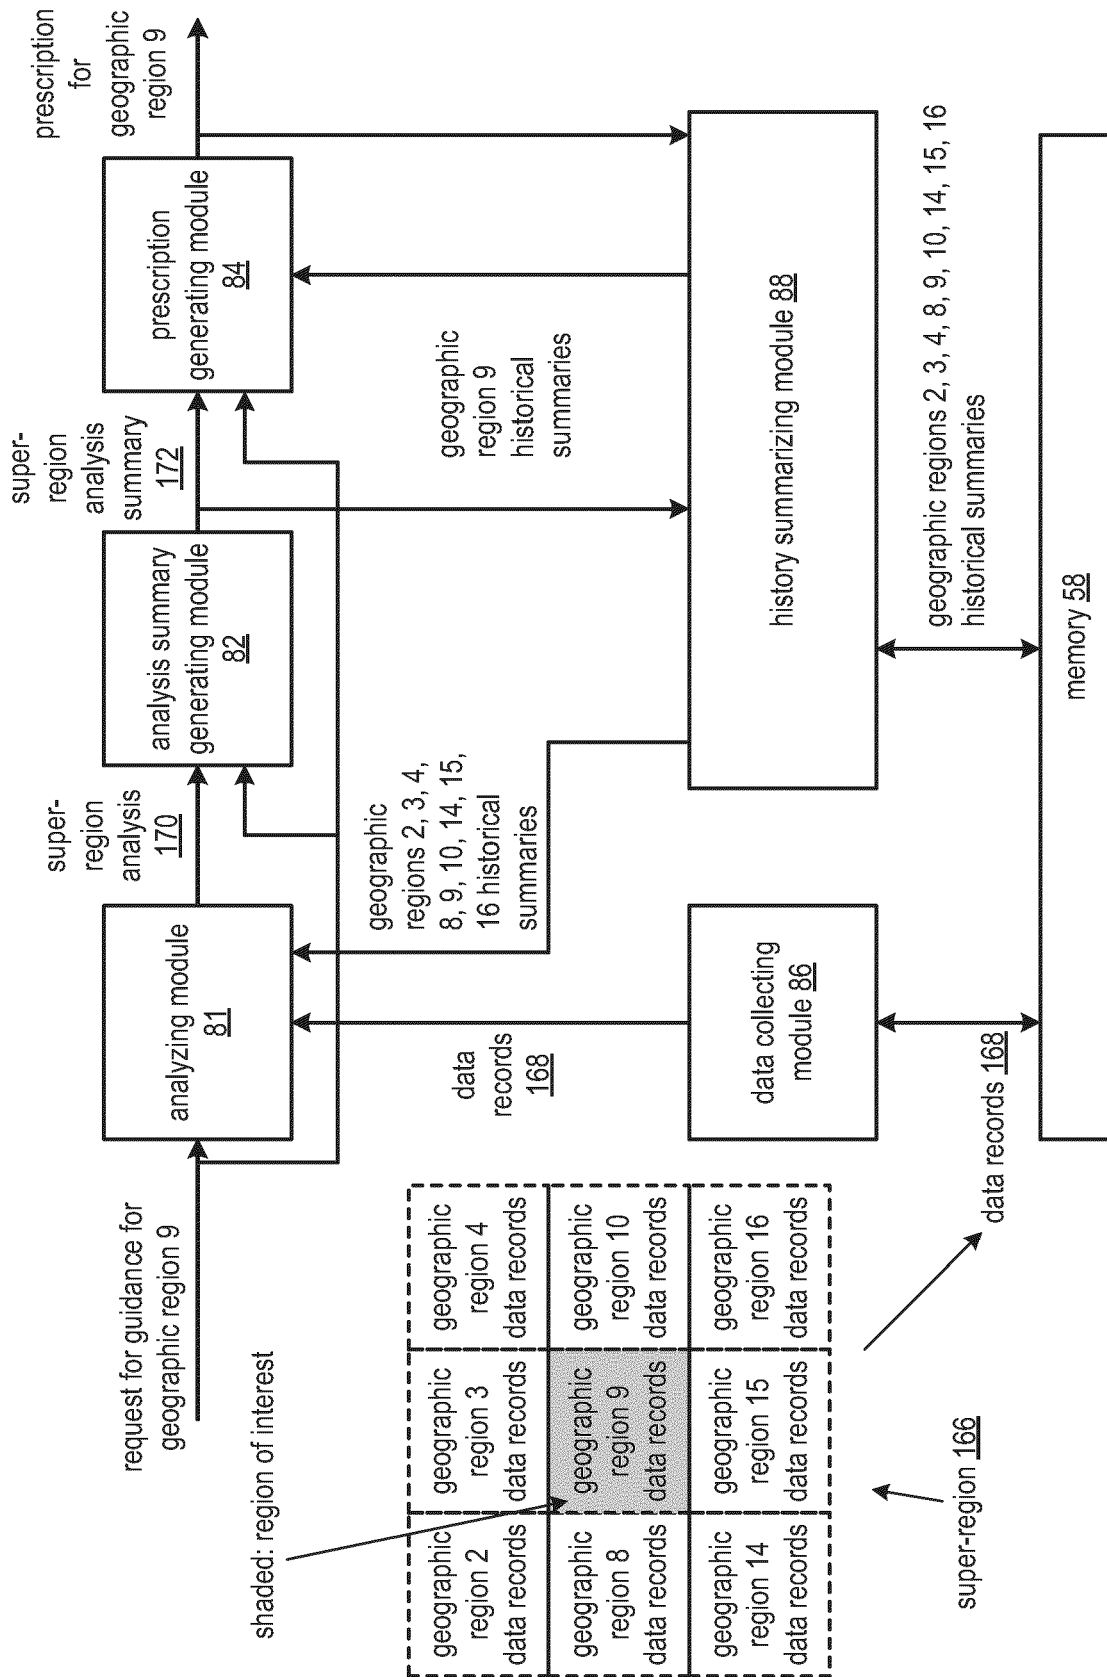 request for guidance for
geographic region 9
analyzing module
81
super-
region
analysis
170
analysis summary
generating module
82
super-
region
analysis
summary
172
prescription
generating module
84
prescription
for
geographic
region 9
shaded: region of interest
geographic
region 2
data records
geographic
region 3
data records
geographic
region 4
data records
geographic
region 8
data records
geographic
region 9
data records
geographic
region 10
data records
geographic
region 14
data records
geographic
region 15
data records
geographic
region 16
data records
super-region 166
data records 168
data
records
168
geographic
regions 2, 3, 4,
8, 9, 10, 14, 15,
16 historical
summaries
geographic
region 9
historical
summaries
data collecting
module 86
history summarizing module 88
geographic regions 2, 3, 4, 8, 9, 10, 14, 15, 16
historical summaries
memory 58